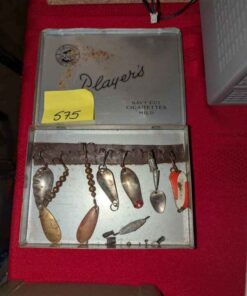 Player's
NAVY CUT
CIGARETTES
MILD
575